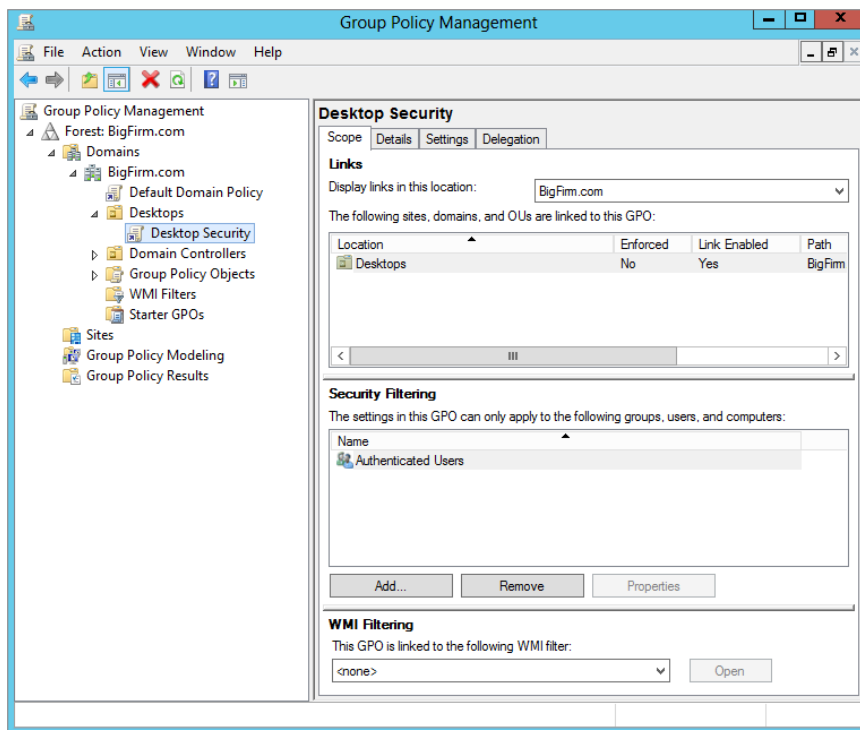 Group Policy Management
File Action View Window Help
Group Policy Management
Forest: BigFirm.com
Domains
BigFirm.com
Default Domain Policy
Desktops
Desktop Security
Domain Controllers
Group Policy Objects
WMI Filters
Starter GPOs
Sites
Group Policy Modeling
Group Policy Results
Desktop Security
Scope Details Settings Delegation
Links
Display links in this location: BigFirm.com
The following sites, domains, and OUs are linked to this GPO:
Location Enforced Link Enabled Path
Desktops No Yes BigFirm
Security Filtering
The settings in this GPO can only apply to the following groups, users, and computers:
Name
Authenticated Users
Add... Remove Properties
WMI Filtering
This GPO is linked to the following WMI filter:
<none> Open